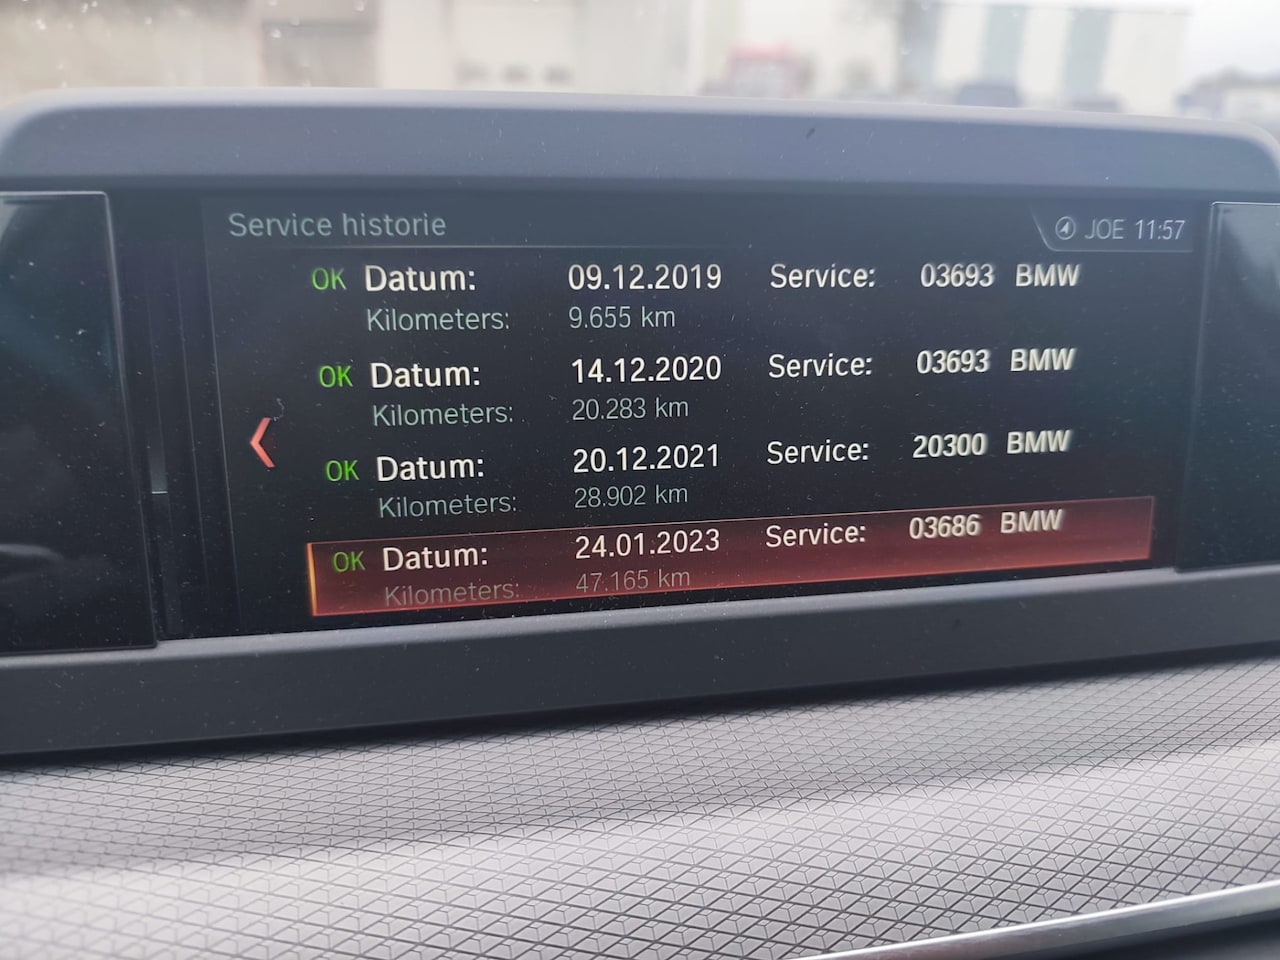 Service historie
JOE 11:57
OK Datum: 09.12.2019 Service: 03693 BMW
Kilometers: 9.655 km
OK Datum: 14.12.2020 Service: 03693 BMW
Kilometers: 20.283 km
OK Datum: 20.12.2021 Service: 20300 BMW
Kilometers: 28.902 km
OK Datum: 24.01.2023 Service: 03686 BMW
Kilometers: 47.165 km